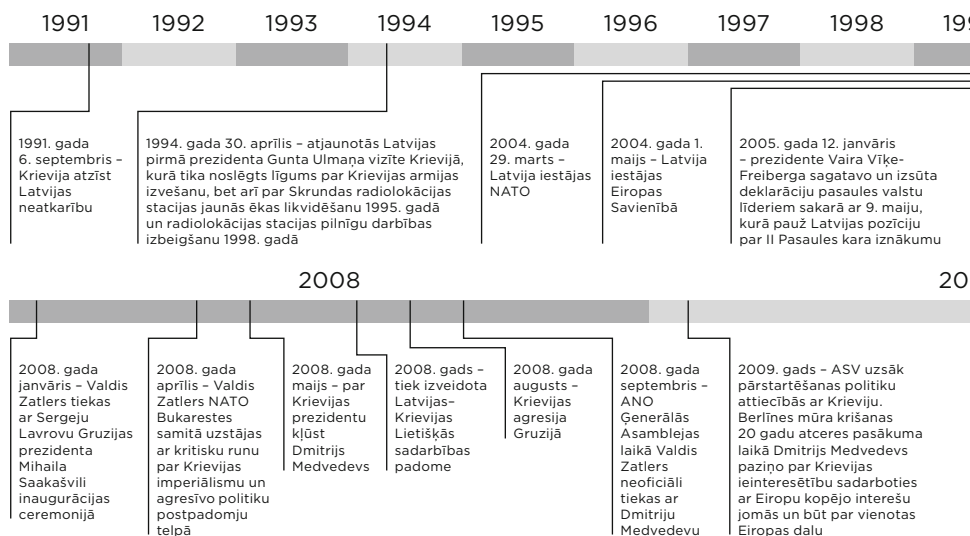 1991 1992 1993 1994 1995 1996 1997 1998
1991. gada
6. septembris –
Krievija atzīst
Latvijas
neatkarību
1994. gada 30. aprīlis – atjaunotās Latvijas
pirmā prezidenta Gunta Ulmaņa vizīte Krievijā,
kurā tika noslēgts līgums par Krievijas armijas
izvešanu, bet arī par Skrundas radiolokācijas
stacijas jaunās ēkas likvidēšanu 1995. gadā
un radiolokācijas stacijas pilnīgu darbības
izbeigšanu 1998. gadā
2004. gada
29. marts –
Latvija iestājas
NATO
2004. gada 1.
maijs – Latvija
iestājas
Eiropas
Savienībā
2005. gada 12. janvāris
– prezidente Vaira Vīķe-
Freiberga sagatavo un izsūta
deklarāciju pasaules valstu
līderiem sakarā ar 9. maiju,
kurā pauž Latvijas pozīciju
par II Pasaules kara iznākumu
2008
2008. gada
janvāris – Valdis
Zatlers tiekas
ar Sergeju
Lavrovu Gruzijas
prezidenta
Mihaila
Saakašvili
inaugurācijas
ceremonijā
2008. gada
aprīlis – Valdis
Zatlers NATO
Bukarestes
samitā uzstājas
ar kritisku runu
par Krievijas
imperiālismu un
agresīvo politiku
postpadomju
telpā
2008. gada
maijs – par
Krievijas
prezidentu
kļūst
Dmitrijs
Medvedevs
2008. gads –
tiek izveidota
Latvijas–
Krievijas
Lietišķās
sadarbības
padome
2008. gada
augusts –
Krievijas
agresija
Gruzijā
2008. gada
septembris –
ANO
Ģenerālās
Asamblejas
laikā Valdis
Zatlers
neoficiāli
tiekas ar
Dmitriju
Medvedevu
2009. gads – ASV uzsāk
pārstartēšanas politiku
attiecībās ar Krieviju.
Berlīnes mūra krišanas
20 gadu atceres pasākuma
laikā Dmitrijs Medvedevs
paziņo par Krievijas
ieinteresētību sadarboties
ar Eiropu kopējo interešu
jomās un būt par vienotas
Eiropas daļu